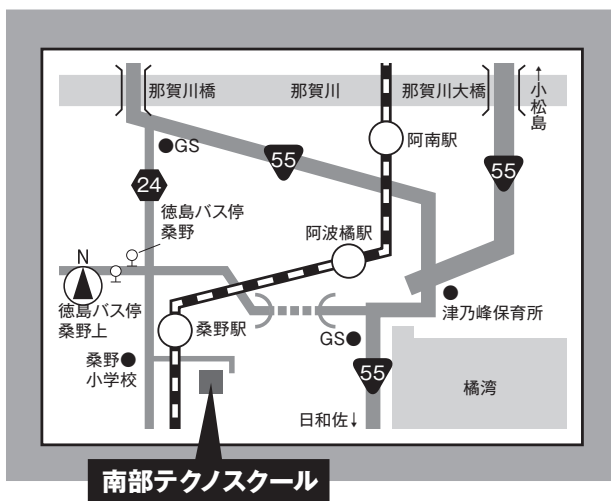 那賀川橋
那賀川
那賀川大橋
↑小松島
阿南駅
GS
55
55
24
徳島バス停
桑野
阿波橘駅
N
徳島バス停
桑野上
津乃峰保育所
桑野駅
GS
桑野
小学校
55
橘湾
日和佐↓
南部テクノスクール